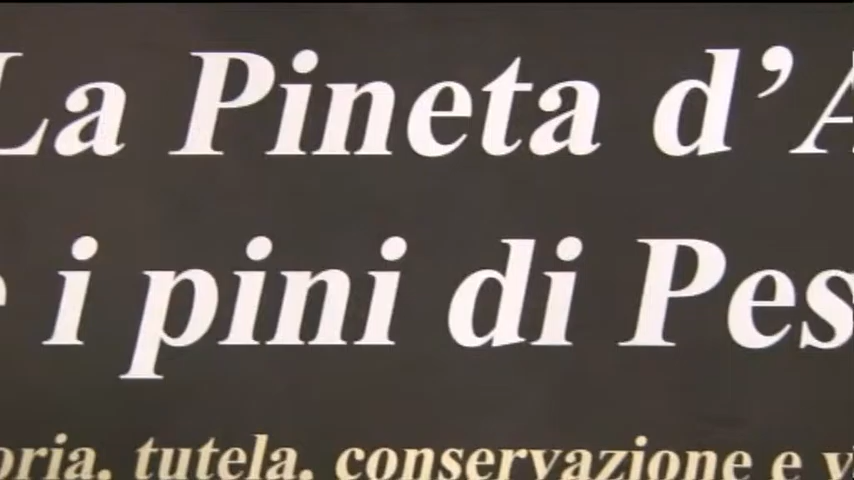 La Pineta d'A
e i pini di Pes
oria, tutela, conservazione e v